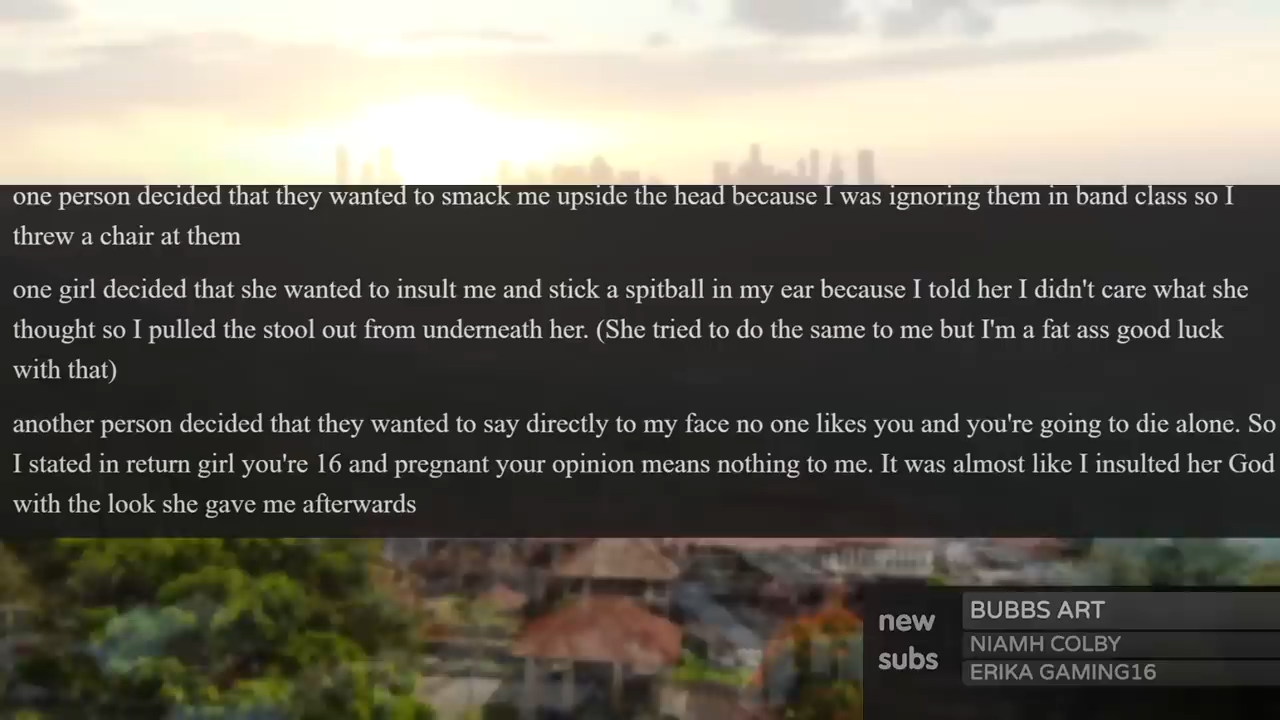 one person decided that they wanted to smack me upside the head because I was ignoring them in band class so I
threw a chair at them
one girl decided that she wanted to insult me and stick a spitball in my ear because I told her I didn't care what she
thought so I pulled the stool out from underneath her. (She tried to do the same to me but I'm a fat ass good luck
with that)
another person decided that they wanted to say directly to my face no one likes you and you're going to die alone. So
I stated in return girl you're 16 and pregnant your opinion means nothing to me. It was almost like I insulted her God
with the look she gave me afterwards
new
subs
BUBBS ART
NIAMH COLBY
ERIKA GAMING16